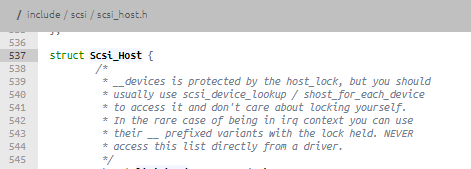 / include / scsi / scsi_host.h
536
537 struct Scsi_Host {
538 /*
539 * __devices is protected by the host_lock, but you should
540 * usually use scsi_device_lookup / shost_for_each_device
541 * to access it and don't care about locking yourself.
542 * In the rare case of being in irq context you can use
543 * their __ prefixed variants with the lock held. NEVER
544 * access this list directly from a driver.
545 */